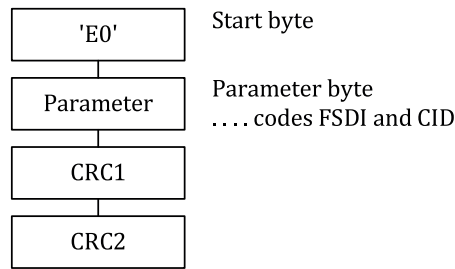 'E0'
Start byte
Parameter
Parameter byte
. . . . codes FSDI and CID
CRC1
CRC2